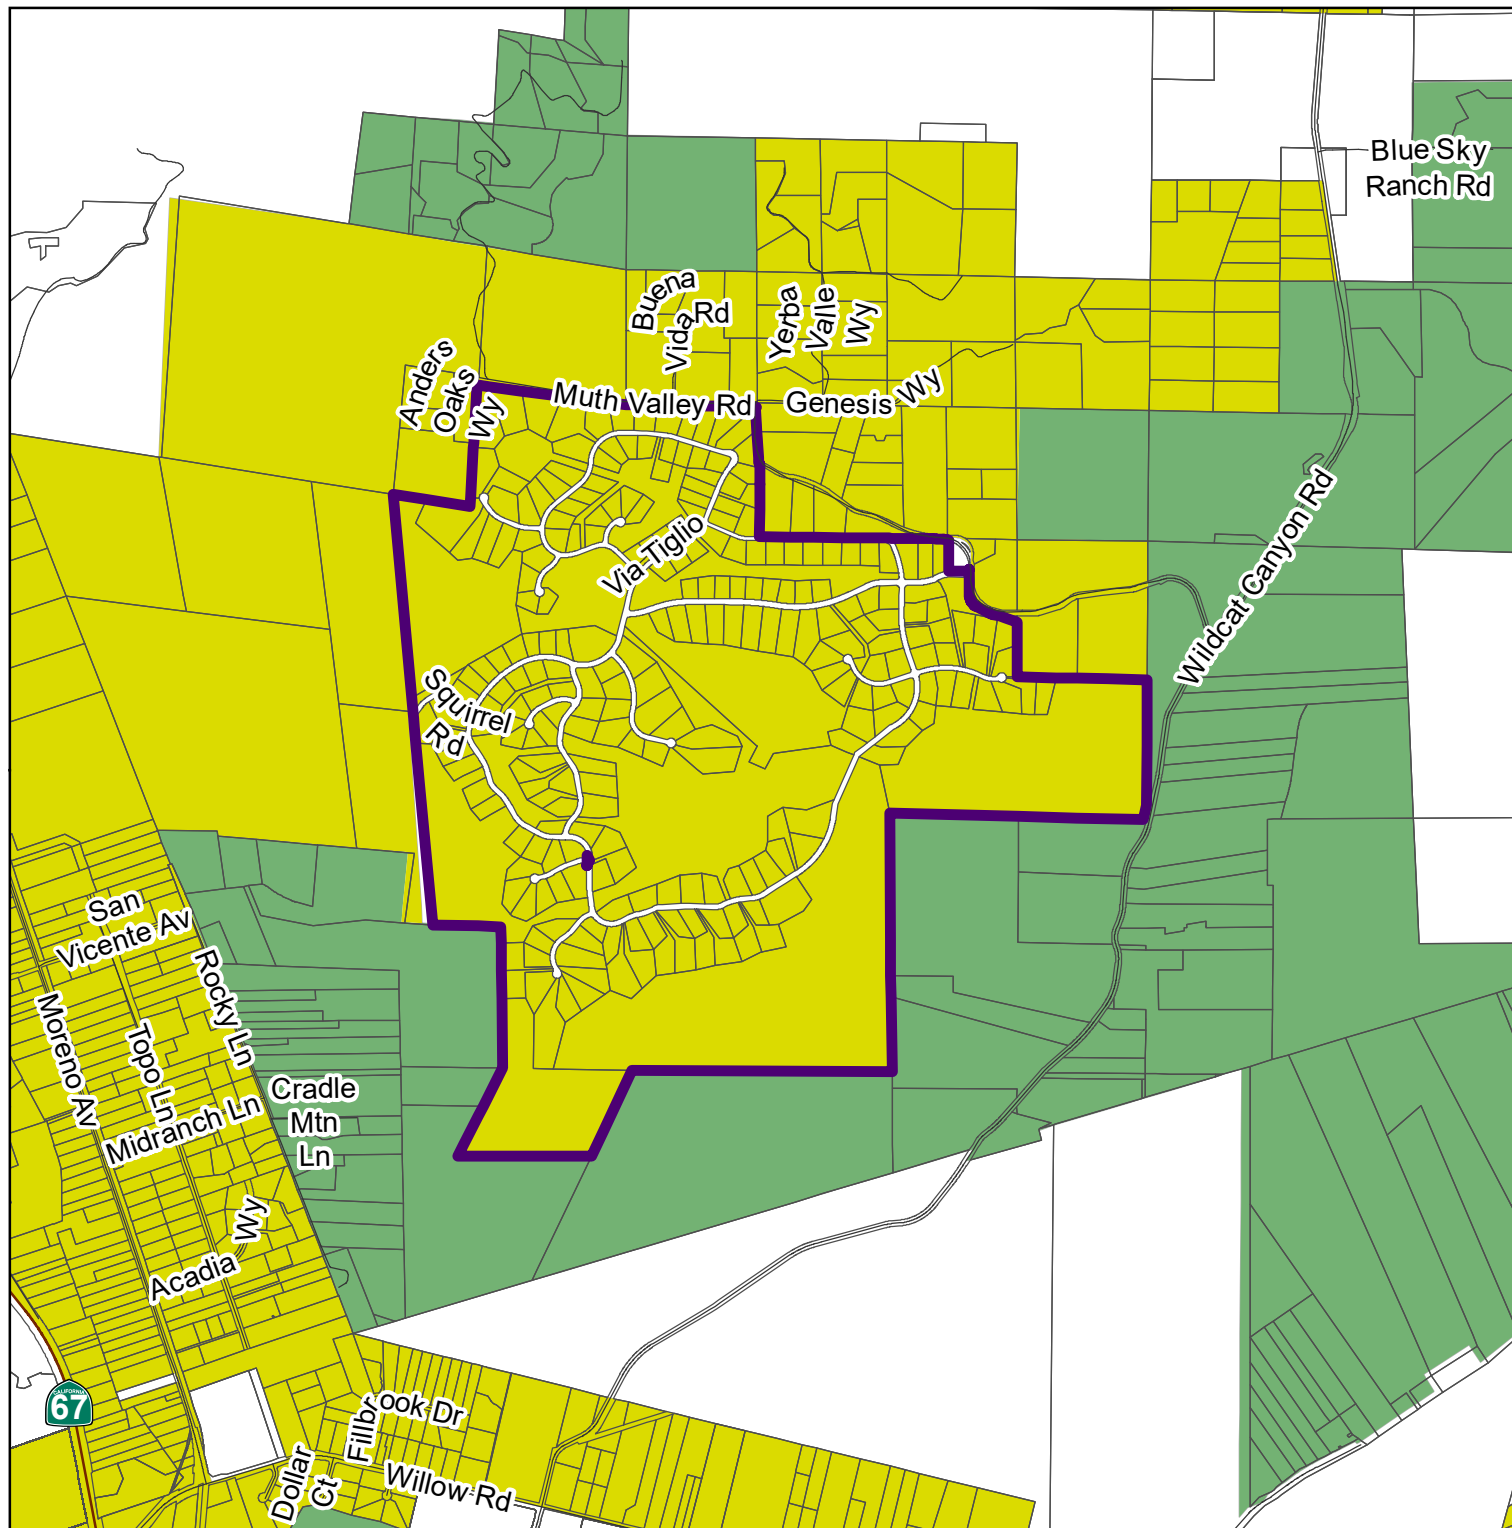 Blue Sky
Ranch Rd
Buena
Vida Rd
Yerba
Valle
Wy
Anders
Oaks
Wy
Muth Valley Rd
Genesis Wy
Via Tiglio
Wildcat Canyon Rd
Squirrel
Rd
San
Vicente Av
Rocky Ln
Moreno Av
Topo Ln
Midranch Ln
Cradle
Mtn
Ln
Acadia Wy
CALIFORNIA
67
Fillbrook Dr
Dollar
Ct
Willow Rd